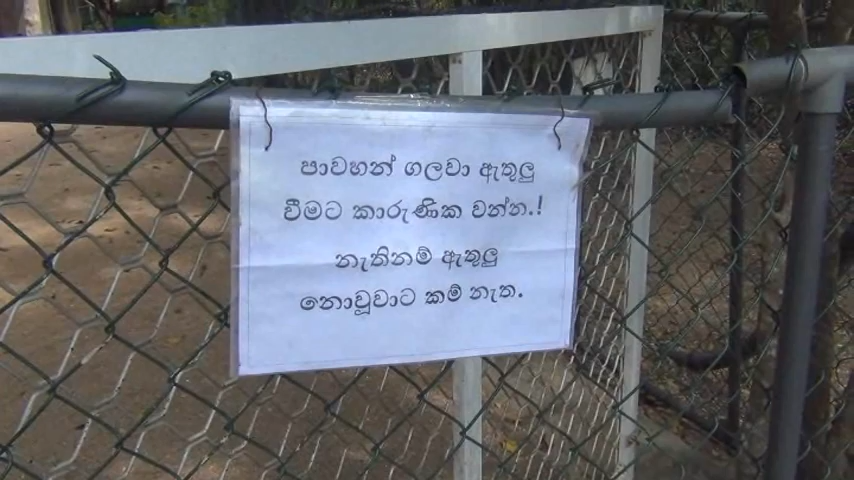 පාවහන් ගලවා ඇතුලු
වීමට කාරුණික වන්න.!
නැතිනම් ඇතුලු
නොවූවාට කම් නැත.